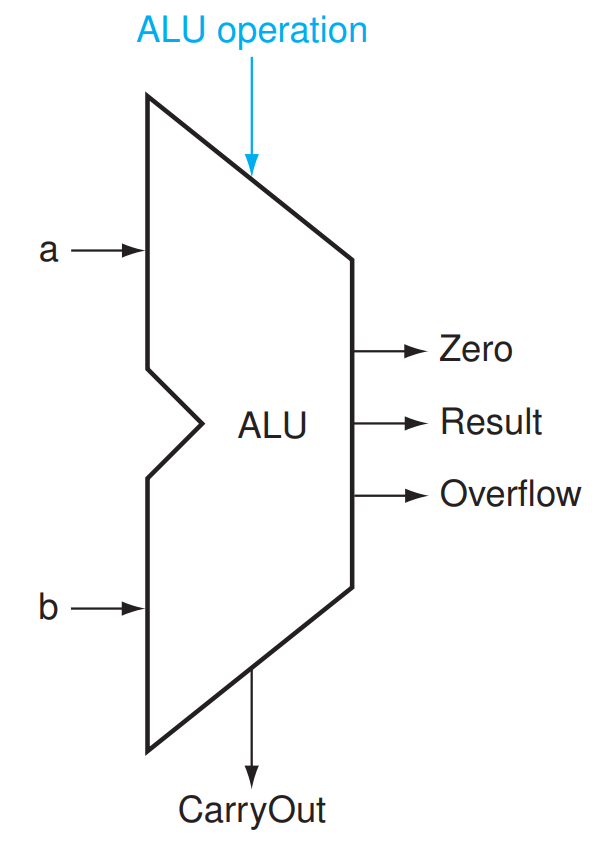 ALU operation
a
Zero
ALU
Result
Overflow
b
CarryOut